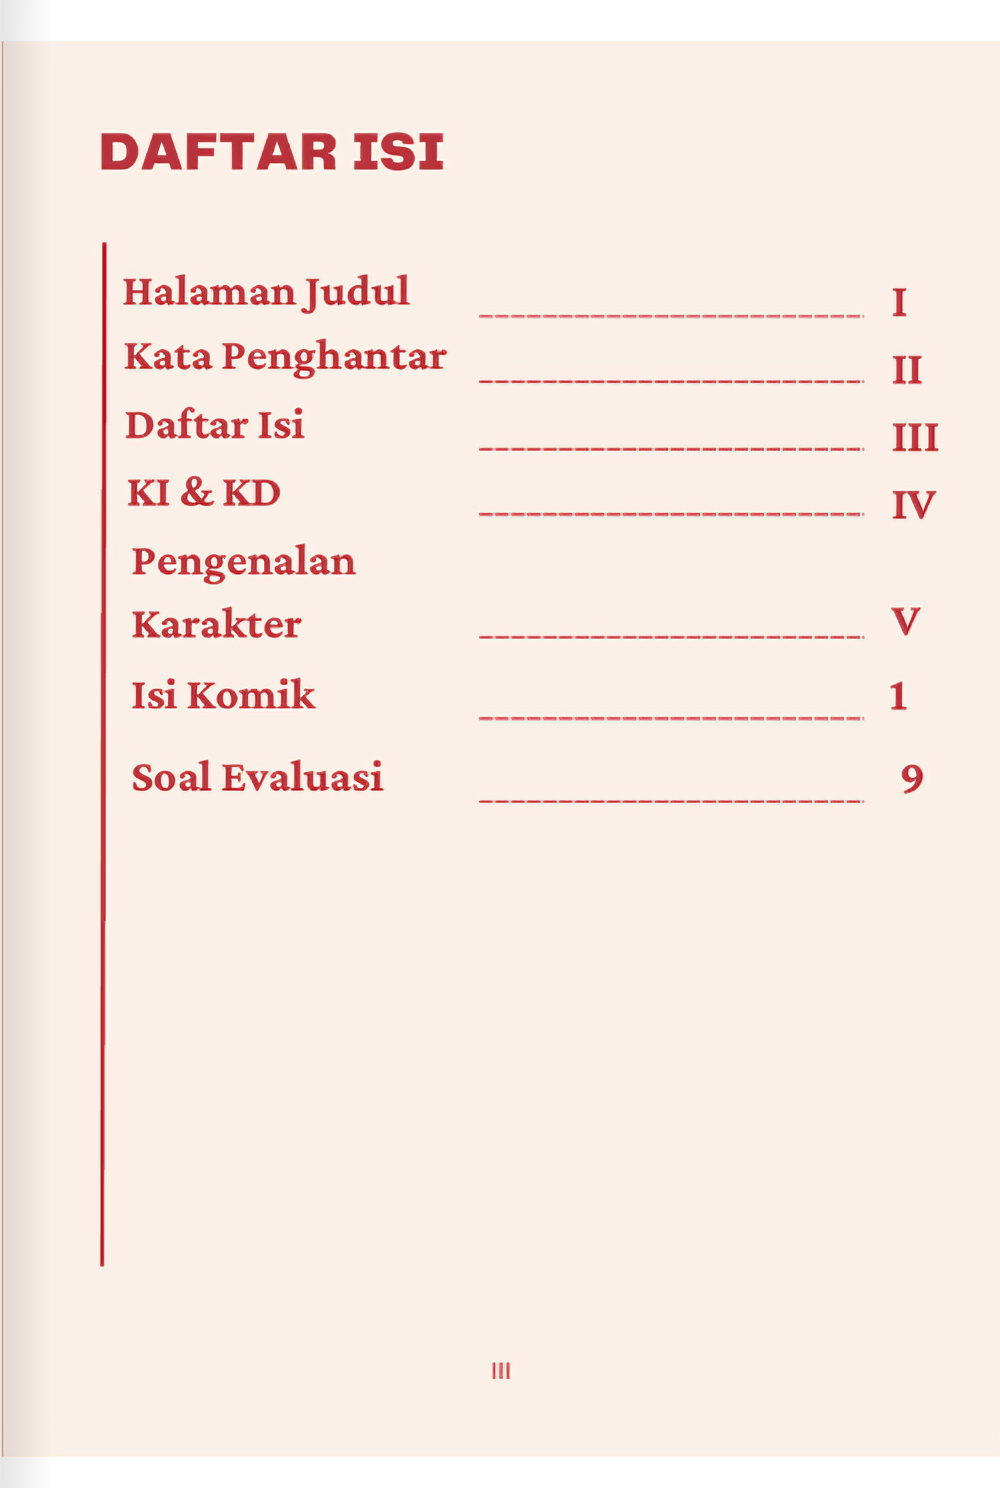 DAFTAR ISI
Halaman Judul I
Kata Penghantar II
Daftar Isi III
KI & KD IV
Pengenalan
Karakter V
Isi Komik 1
Soal Evaluasi 9
III